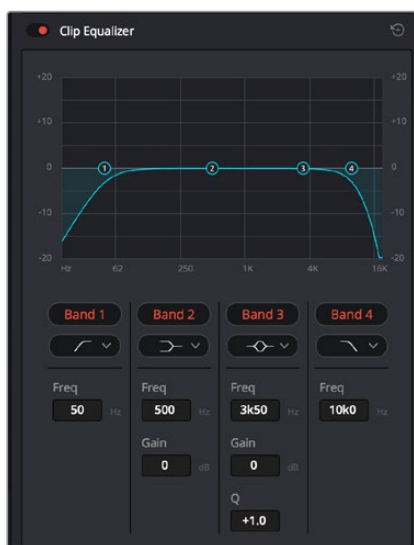 Clip Equalizer
+20 +20
+10 +10
1 2 3 4
0 0
-10 -10
-20 -20
Hz 62 250 1K 4K 16K
Band 1 Band 2 Band 3 Band 4
Freq Freq Freq Freq
50 Hz 500 Hz 3k50 Hz 10k0 Hz
Gain Gain
0 dB 0 dB
Q
+1.0